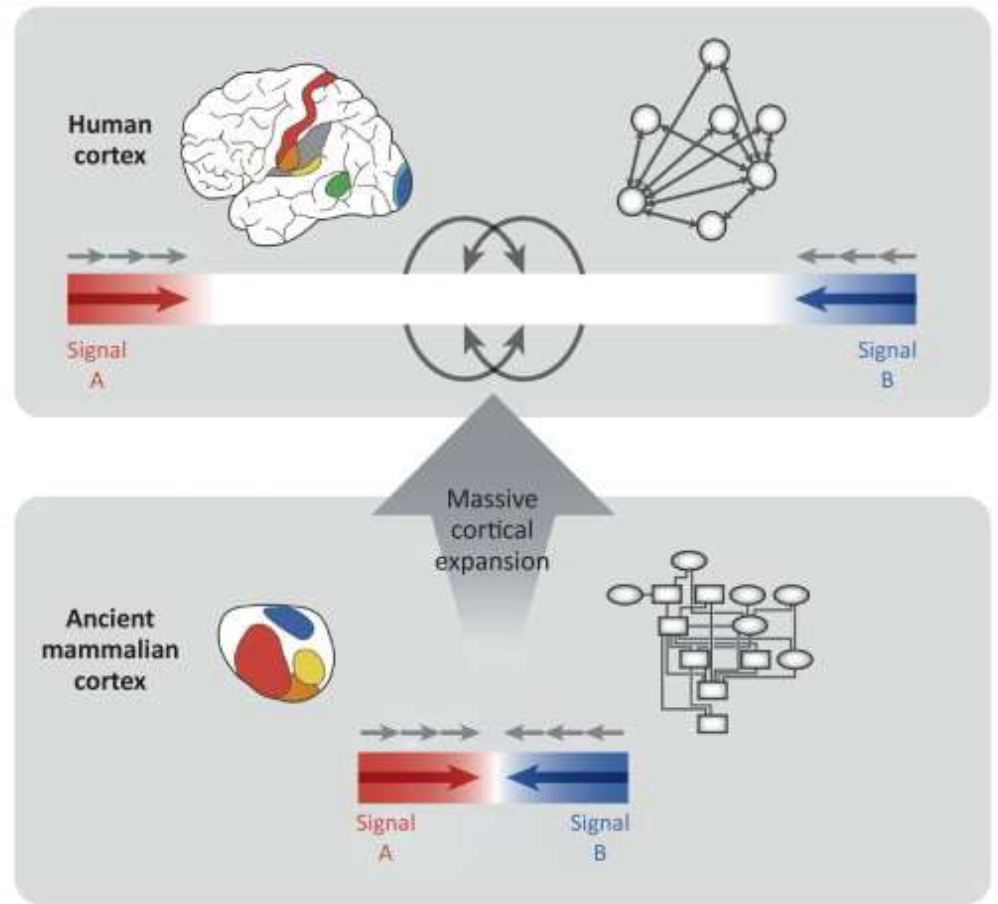 Human
cortex
Signal
A
Signal
B
Massive
cortical
expansion
Ancient
mammalian
cortex
Signal
A
Signal
B